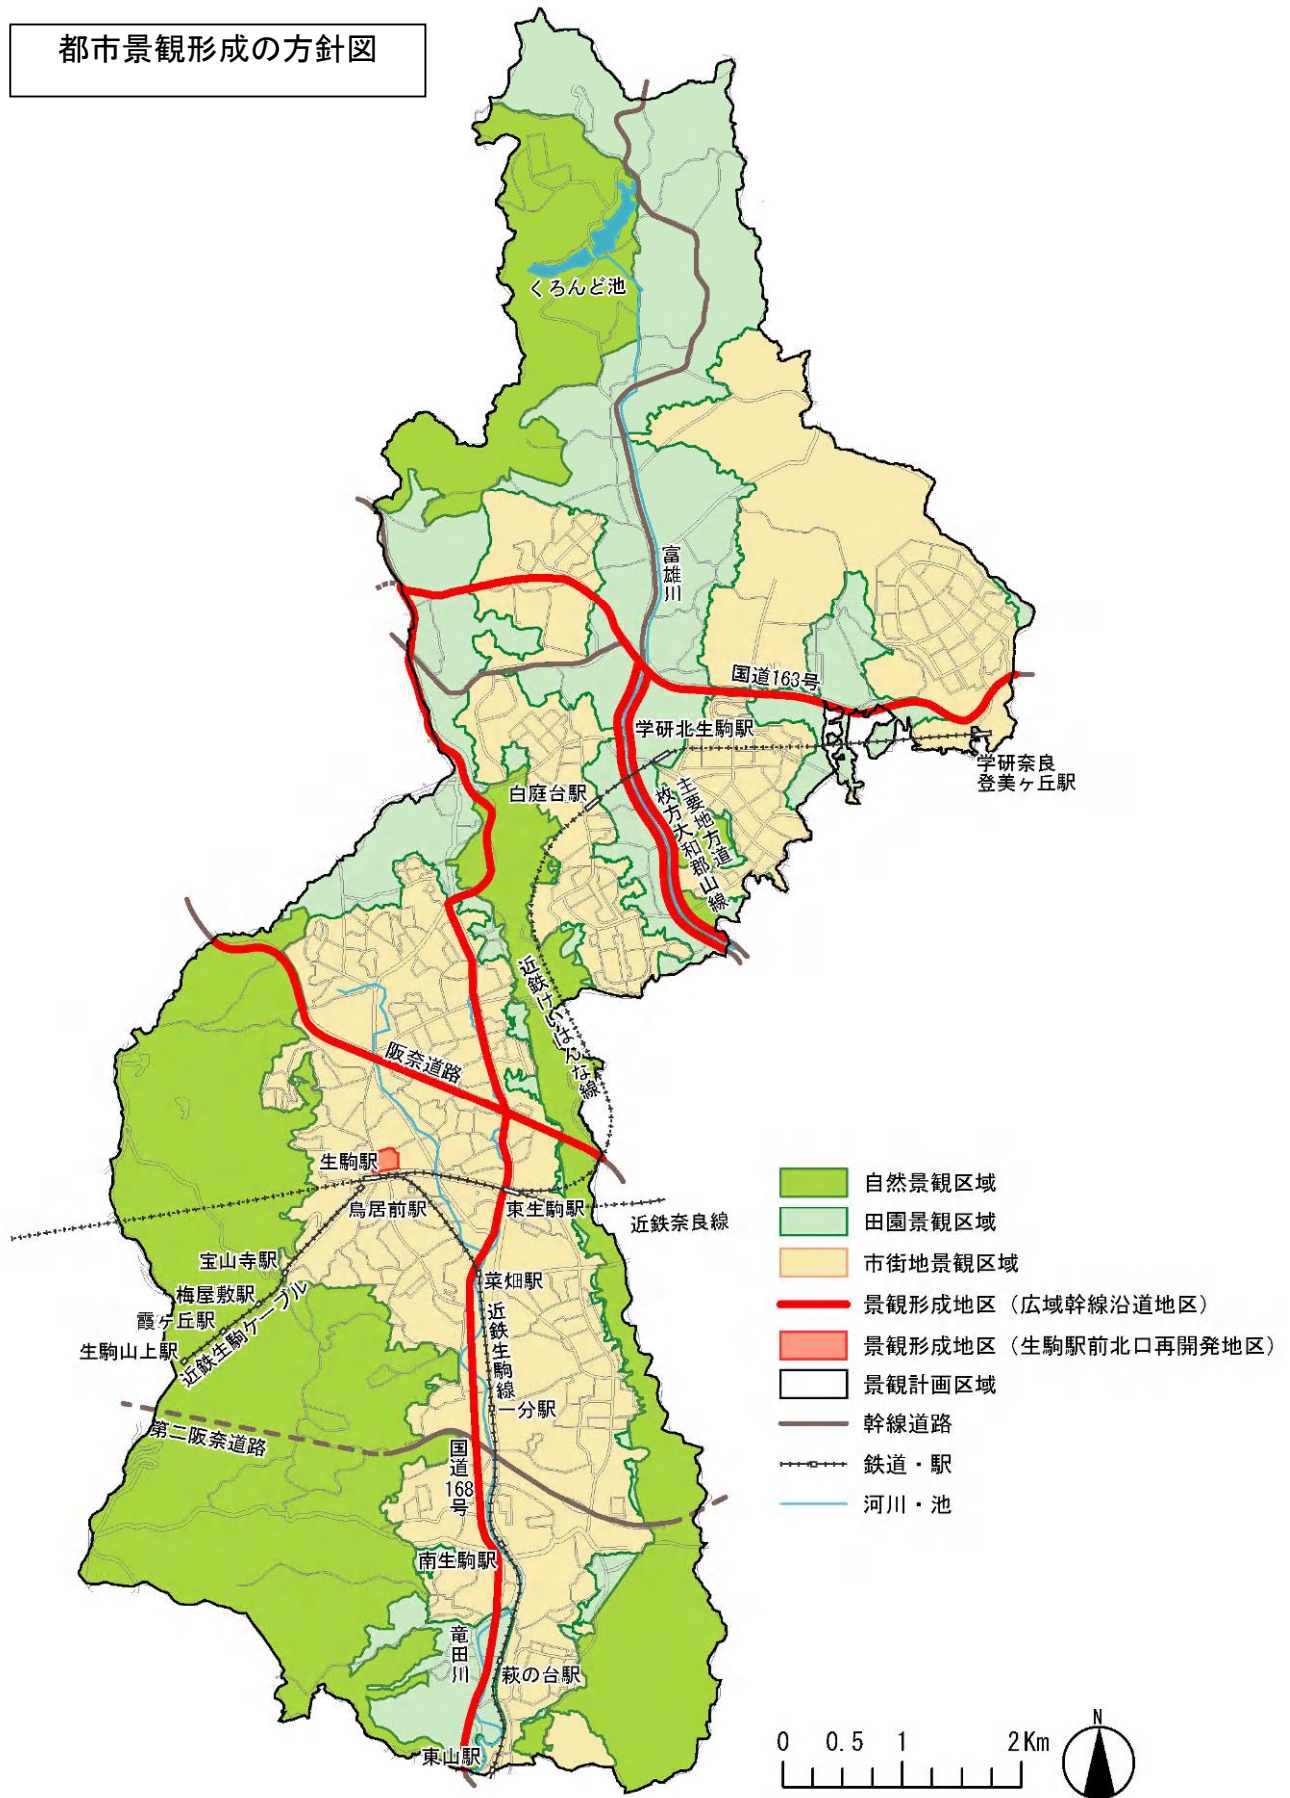 都市景観形成の方針図
くろんど池
富雄川
国道163号
学研北生駒駅
学研奈良
登美ヶ丘駅
白庭台駅
主要地方道
枚方大和郡山線
近鉄けいはんな線
阪奈道路
生駒駅
鳥居前駅
東生駒駅
近鉄奈良線
宝山寺駅
菜畑駅
梅屋敷駅
霞ヶ丘駅
生駒山上駅
近鉄生駒ケーブル
近鉄生駒線
一分駅
第二阪奈道路
国道168号
南生駒駅
竜田川
萩の台駅
東山駅
自然景観区域
田園景観区域
市街地景観区域
景観形成地区（広域幹線沿道地区）
景観形成地区（生駒駅前北口再開発地区）
景観計画区域
幹線道路
鉄道・駅
河川・池
0 0.5 1 2Km
N